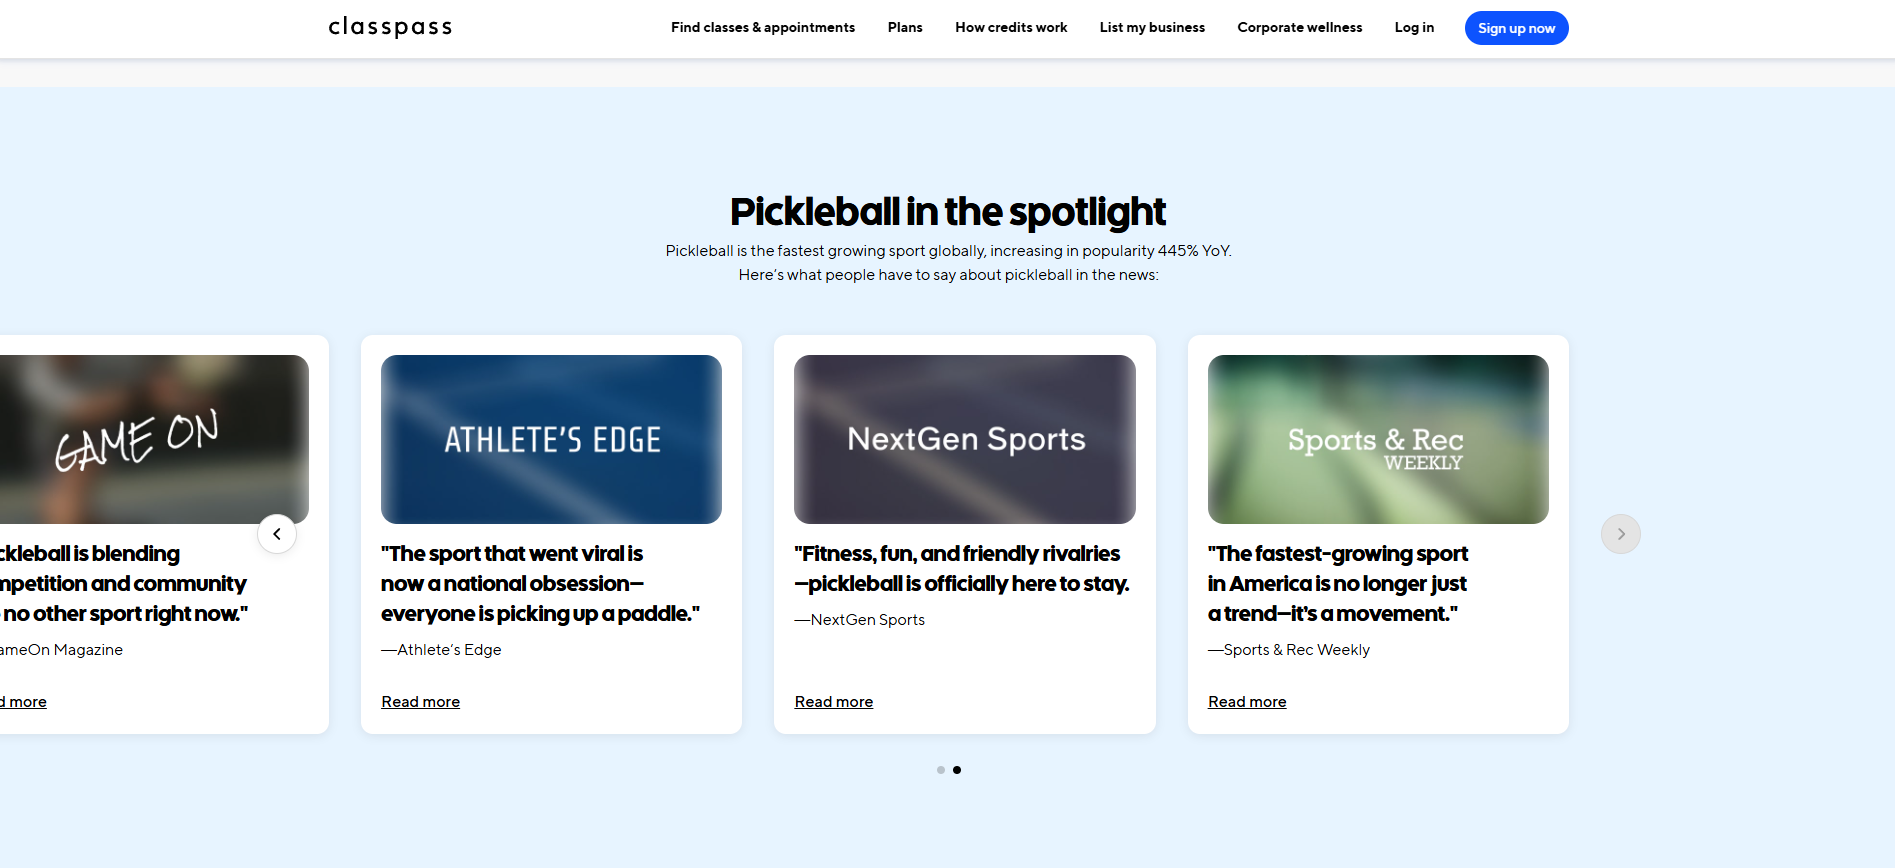 classpass
Find classes & appointments
Plans
How credits work
List my business
Corporate wellness
Log in
Sign up now
Pickleball in the spotlight
Pickleball is the fastest growing sport globally, increasing in popularity 445% YoY.
Here's what people have to say about pickleball in the news:
GAME ON
ckleball is blending
mpetition and community
no other sport right now."
ameOn Magazine
d more
ATHLETE'S EDGE
"The sport that went viral is
now a national obsession—
everyone is picking up a paddle."
—Athlete's Edge
Read more
NextGen Sports
"Fitness, fun, and friendly rivalries
—pickleball is officially here to stay.
—NextGen Sports
Read more
Sports & Rec
WEEKLY
"The fastest-growing sport
in America is no longer just
a trend—it's a movement."
—Sports & Rec Weekly
Read more